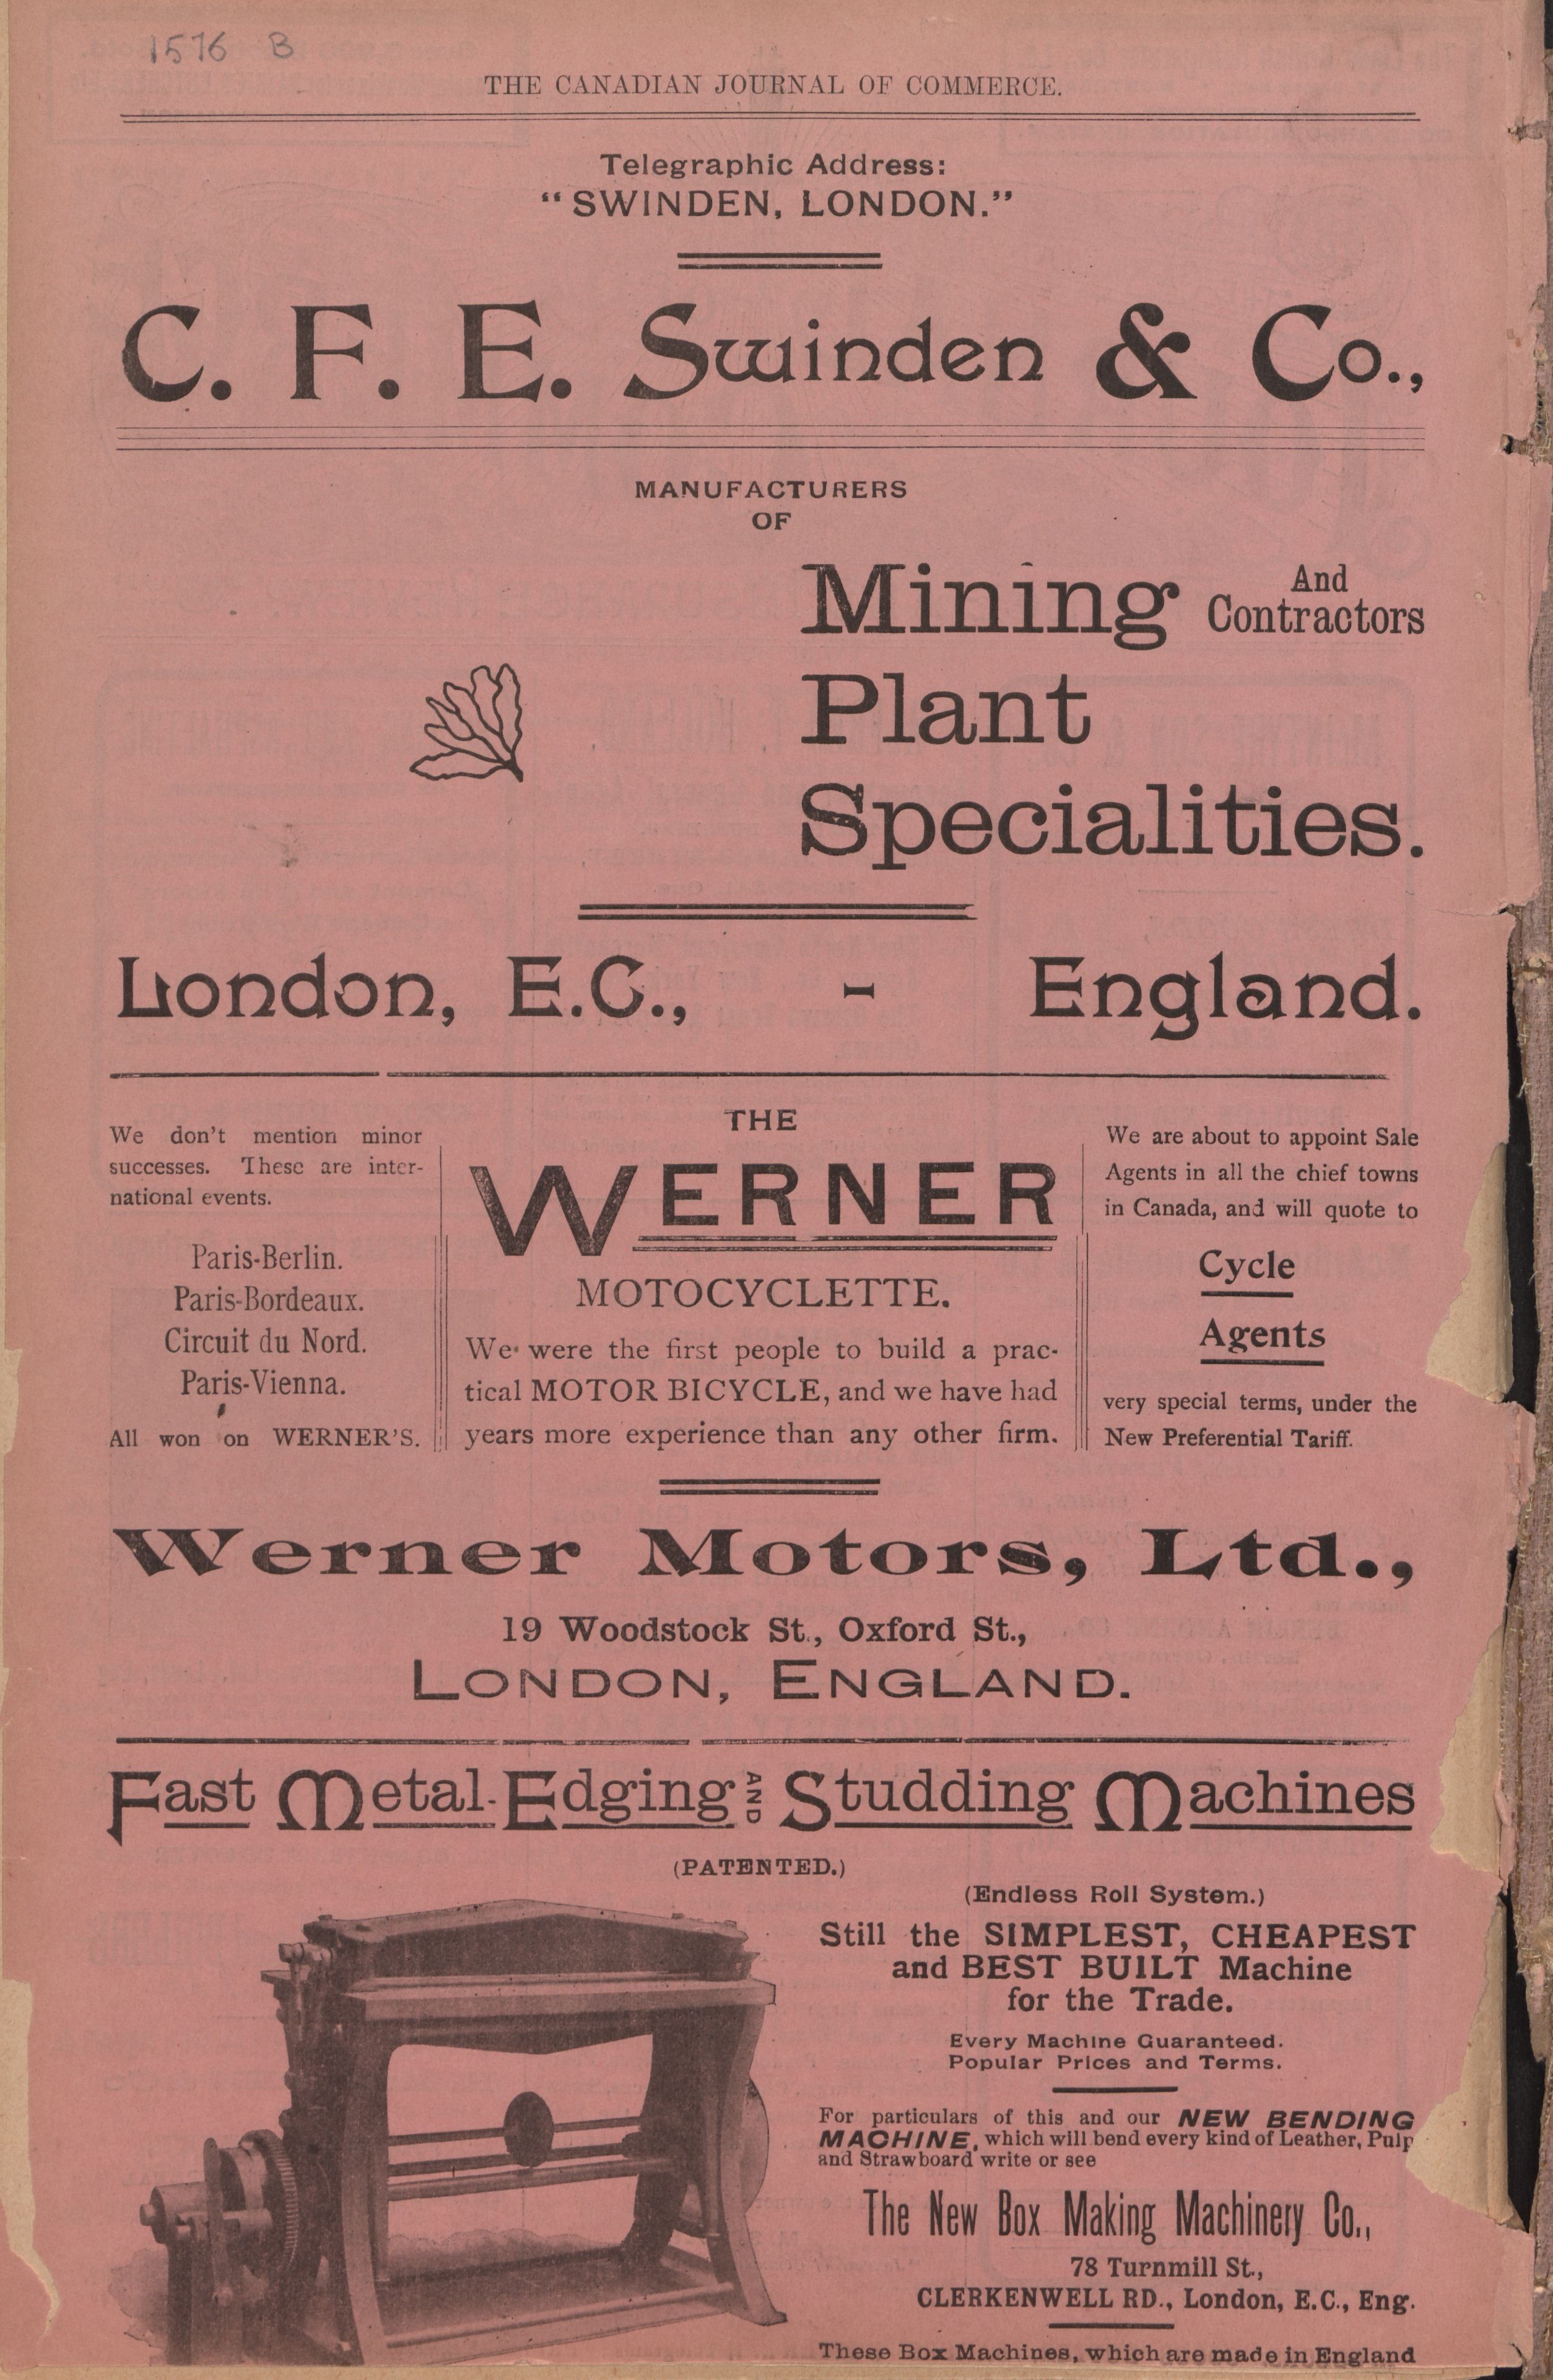 1576 B
THE CANADIAN JOURNAL OF COMMERCE.
Telegraphic Address:
"SWINDEN, LONDON."
C. F. E. Swinden & Co.,
MANUFACTURERS
OF
Mining And Contractors
Plant
Specialities.
London, E.C., - England.
We don't mention minor
successes. These are inter-
national events.
Paris-Berlin.
Paris-Bordeaux.
Circuit du Nord.
Paris-Vienna.
All won on WERNER'S.
THE
WERNER
MOTOCYCLETTE.
We were the first people to build a prac-
tical MOTOR BICYCLE, and we have had
years more experience than any other firm.
We are about to appoint Sale
Agents in all the chief towns
in Canada, and will quote to
Cycle
Agents
very special terms, under the
New Preferential Tariff.
Werner Motors, Ltd.,
19 Woodstock St., Oxford St.,
LONDON, ENGLAND.
Fast Metal-Edging AND Studding Machines
(PATENTED.)
(Endless Roll System.)
Still the SIMPLEST, CHEAPEST
and BEST BUILT Machine
for the Trade.
Every Machine Guaranteed.
Popular Prices and Terms.
For particulars of this and our NEW BENDING
MACHINE, which will bend every kind of Leather, Pulp
and Strawboard write or see
The New Box Making Machinery Co.,
78 Turnmill St.,
CLERKENWELL RD., London, E.C., Eng.
These Box Machines, which are made in England